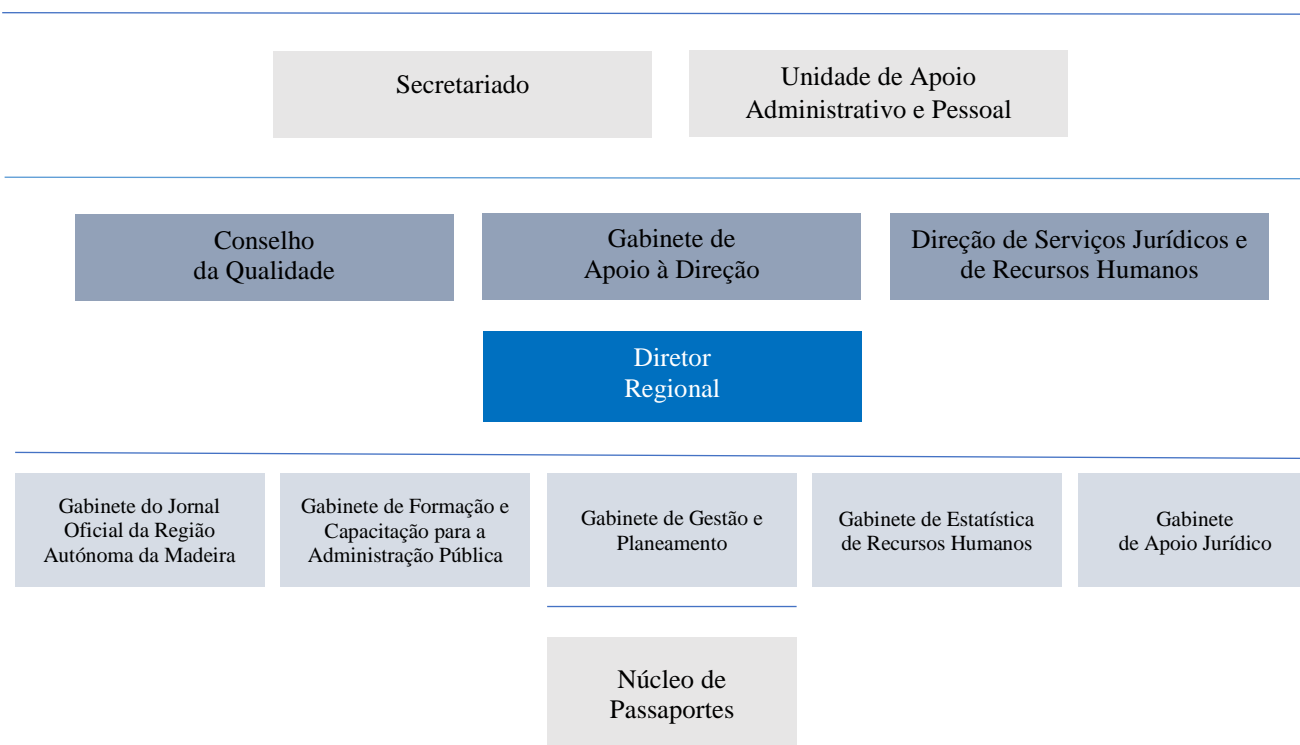 Secretariado
Unidade de Apoio
Administrativo e Pessoal
Conselho
da Qualidade
Gabinete de
Apoio à Direção
Direção de Serviços Jurídicos e
de Recursos Humanos
Diretor
Regional
Gabinete do Jornal
Oficial da Região
Autónoma da Madeira
Gabinete de Formação e
Capacitação para a
Administração Pública
Gabinete de Gestão e
Planeamento
Gabinete de Estatística
de Recursos Humanos
Gabinete
de Apoio Jurídico
Núcleo de
Passaportes